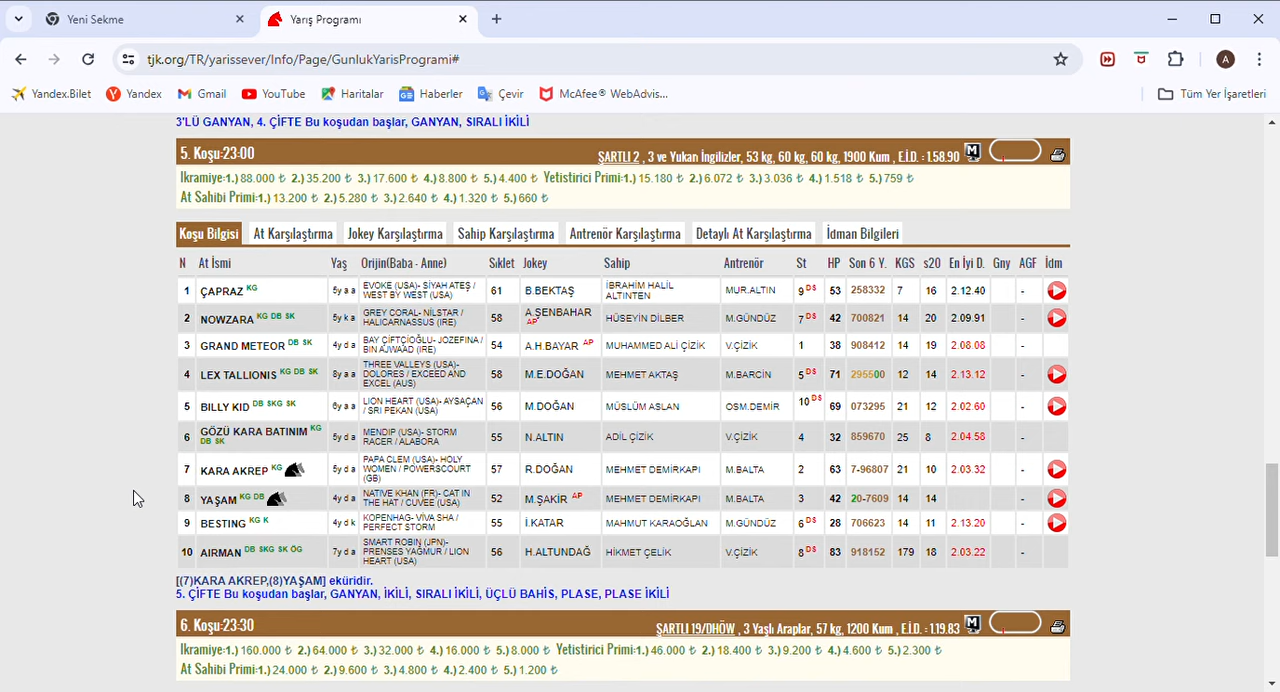 Yeni Sekme
Yarış Programı
tjk.org/TR/yarissever/Info/Page/GunlukYarisProgrami#
A
Yandex.Bilet Yandex Gmail YouTube Haritalar Haberler Çevir McAfee® WebAdvis... Tüm Yer İşaretleri
3'LÜ GANYAN, 4. ÇİFTE Bu koşudan başlar, GANYAN, SIRALI İKİLİ
5. Koşu:23:00 ŞARTLI 2 , 3 ve Yukarı İngilizler, 53 kg, 60 kg, 60 kg, 1900 Kum , E.İ.D. : 1.58.90 M
Ikramiye:1.) 88.000 ₺ 2.) 35.200 ₺ 3.) 17.600 ₺ 4.) 8.800 ₺ 5.) 4.400 ₺ Yetistirici Primi:1.) 15.180 ₺ 2.) 6.072 ₺ 3.) 3.036 ₺ 4.) 1.518 ₺ 5.) 759 ₺
At Sahibi Primi:1.) 13.200 ₺ 2.) 5.280 ₺ 3.) 2.640 ₺ 4.) 1.320 ₺ 5.) 660 ₺
Koşu Bilgisi At Karşılaştırma Jokey Karşılaştırma Sahip Karşılaştırma Antrenör Karşılaştırma Detaylı At Karşılaştırma İdman Bilgileri
N At İsmi Yaş Orijin(Baba - Anne) Sıklet Jokey Sahip Antrenör St HP Son 6 Y. KGS s20 En İyi D. Gny AGF İdm
1 ÇAPRAZ KG 5y a a EVOKE (USA)- SİYAH ATEŞ / WEST BY WEST (USA) 61 B.BEKTAŞ İBRAHİM HALİL ALTINTEN MUR.ALTIN 9 DS 53 258332 7 16 2.12.40 -
2 NOWZARA KG DB SK 5y k a GREY CORAL- NİLSTAR / HALICARNASSUS (IRE) 58 A.ŞENBAHAR AP HÜSEYİN DİLBER M.GÜNDÜZ 7 DS 42 700821 14 20 2.09.91 -
3 GRAND METEOR DB SK 4y d a BAY ÇİFTÇİOĞLU- JOZEFINA / BIN AJWAAD (IRE) 54 A.H.BAYAR AP MUHAMMED ALİ ÇİZİK V.ÇİZİK 1 38 908412 14 19 2.08.08 -
4 LEX TALLIONIS KG DB SK 8y a a THREE VALLEYS (USA)- DOLORES / EXCEED AND EXCEL (AUS) 58 M.E.DOĞAN MEHMET AKTAŞ M.BARCIN 5 DS 71 295500 12 14 2.13.12 -
5 BILLY KID DB SKG SK 5y a a LION HEART (USA)- AYSAÇAN / SRI PEKAN (USA) 56 M.DOĞAN MÜSLÜM ASLAN OSM.DEMİR 10 DS 69 073295 21 12 2.02.60 -
6 GÖZÜ KARA BATINIM KG DB SK 5y d a MENDIP (USA)- STORM RACER / ALABORA 55 N.ALTIN ADİL ÇİZİK V.ÇİZİK 4 32 859670 25 8 2.04.58 -
7 KARA AKREP KG 5y d a PAPA CLEM (USA)- HOLY WOMEN / POWERSCOURT (GB) 57 R.DOĞAN MEHMET DEMİRKAPI M.BALTA 2 63 7-96807 21 10 2.03.32 -
8 YAŞAM KG DB 4y d a NATIVE KHAN (FR)- CAT IN THE HAT / CUVEE (USA) 52 M.ŞAKİR AP MEHMET DEMİRKAPI M.BALTA 3 42 20-7609 14 14 -
9 BESTING KG K 4y d k KOPENHAG- VİVA SHA / PERFECT STORM 55 İ.KATAR MAHMUT KARAOĞLAN M.GÜNDÜZ 6 DS 28 706623 14 11 2.13.20 -
10 AIRMAN DB SKG SK ÖG 7y d a SMART ROBIN (JPN)- PRENSES YAĞMUR / LION HEART (USA) 56 H.ALTUNDAĞ HİKMET ÇELİK V.ÇİZİK 8 DS 83 918152 179 18 2.03.22 -
[(7)KARA AKREP,(8)YAŞAM] eküridir.
5. ÇİFTE Bu koşudan başlar, GANYAN, İKİLİ, SIRALI İKİLİ, ÜÇLÜ BAHİS, PLASE, PLASE İKİLİ
6. Koşu:23:30 ŞARTLI 19/DHÖW , 3 Yaşlı Araplar, 57 kg, 1200 Kum , E.İ.D. : 1.19.83 M
Ikramiye:1.) 160.000 ₺ 2.) 64.000 ₺ 3.) 32.000 ₺ 4.) 16.000 ₺ 5.) 8.000 ₺ Yetistirici Primi:1.) 46.000 ₺ 2.) 18.400 ₺ 3.) 9.200 ₺ 4.) 4.600 ₺ 5.) 2.300 ₺
At Sahibi Primi:1.) 24.000 ₺ 2.) 9.600 ₺ 3.) 4.800 ₺ 4.) 2.400 ₺ 5.) 1.200 ₺